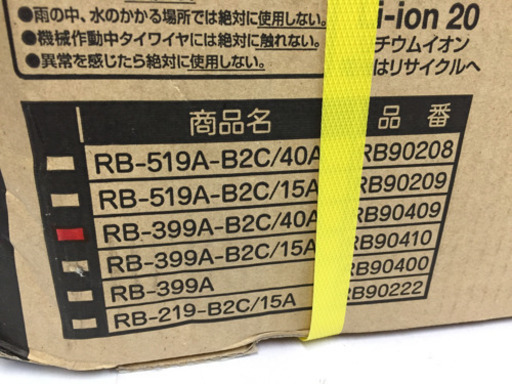 ●雨の中、水のかかる場所では絶対に使用しない。
●機械作動中タイワイヤには絶対に触れない。
●異常を感じたら絶対に使用しない。
i-ion 20
チウムイオン
はリサイクルへ
商品名 品番
RB-519A-B2C/40A RB90208
RB-519A-B2C/15A RB90209
RB-399A-B2C/40A RB90409
RB-399A-B2C/15A RB90410
RB-399A RB90400
RB-219-B2C/15A RB90222